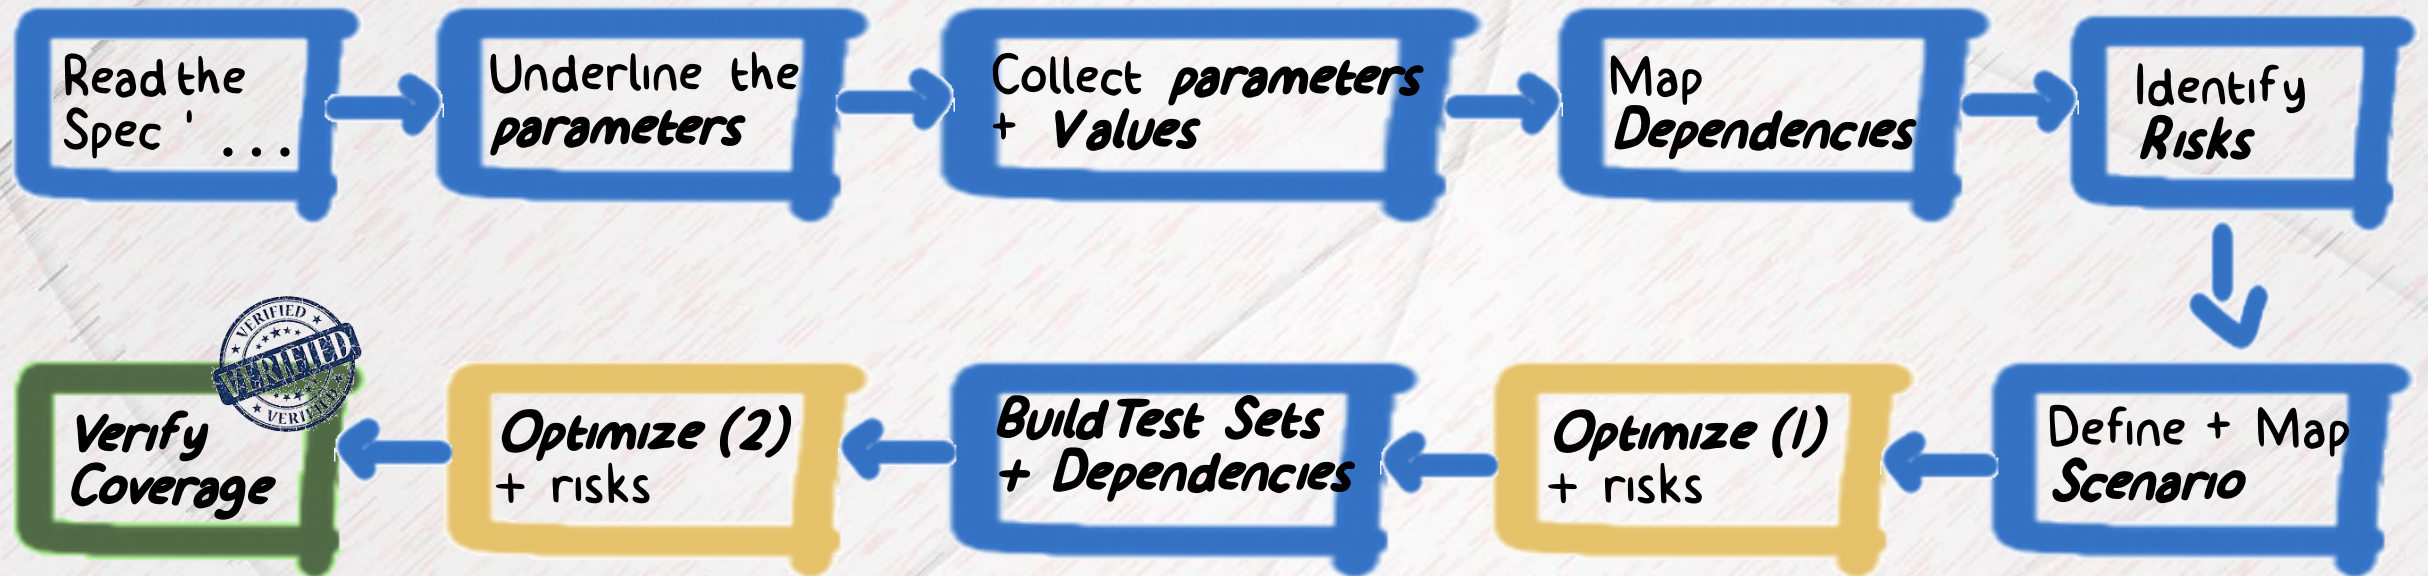 Read the
Spec ' ...
Underline the
parameters
Collect parameters
+ Values
Map
Dependencies
Identify
Risks
Define + Map
Scenario
Optimize (1)
+ risks
Build Test Sets
+ Dependencies
Optimize (2)
+ risks
Verify
Coverage
VERIFIED
VERIFIED
VERIFIED